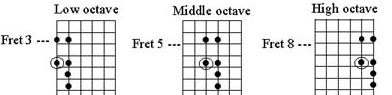 Low octave
Middle octave
High octave
Fret 3 ---
Fret 5 ---
Fret 8 ---